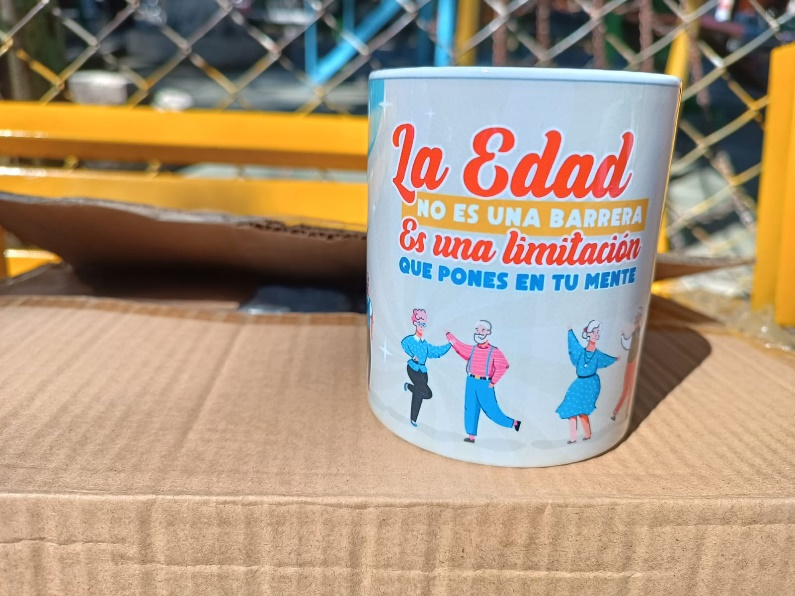 La Edad
NO ES UNA BARRERA
Es una limitación
QUE PONES EN TU MENTE